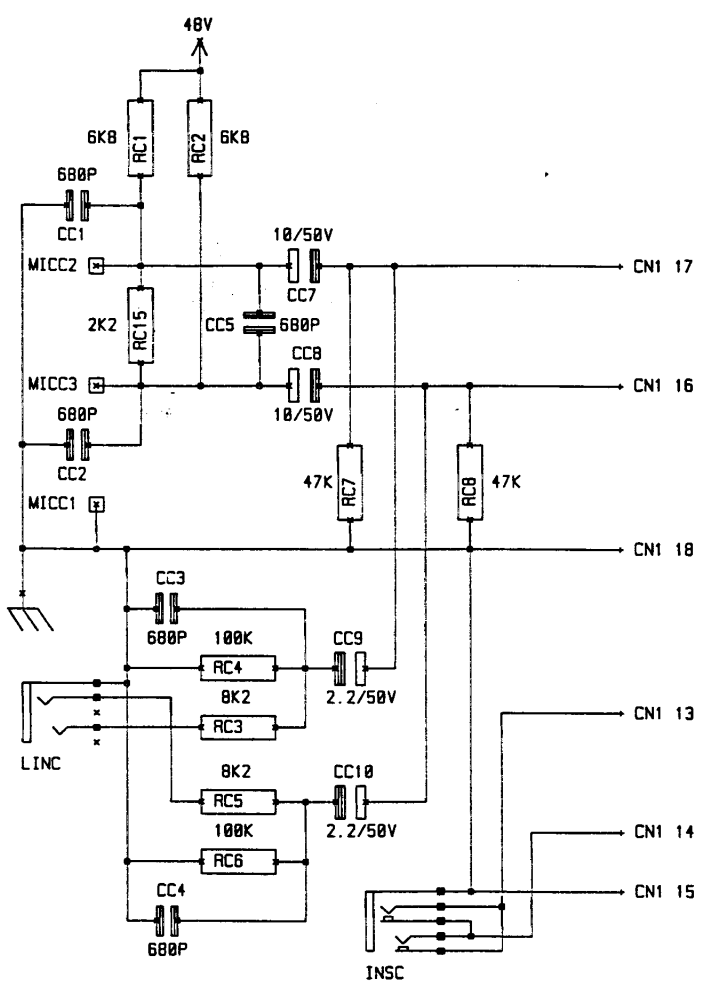 48V
6K8 RC1 RC2 6K8
680P
CC1
10/50V
MICC2
CN1 17
CC7
2K2 RC15 CC5 680P
CC8
MICC3
CN1 16
680P
10/50V
CC2
47K RC7 RC8 47K
MICC1
CN1 18
CC3
680P 100K
RC4
CC9
8K2
2.2/50V
RC3
CN1 13
LINC
8K2
CC10
RC5
100K
2.2/50V
CN1 14
RC6
CC4
CN1 15
680P
INSC